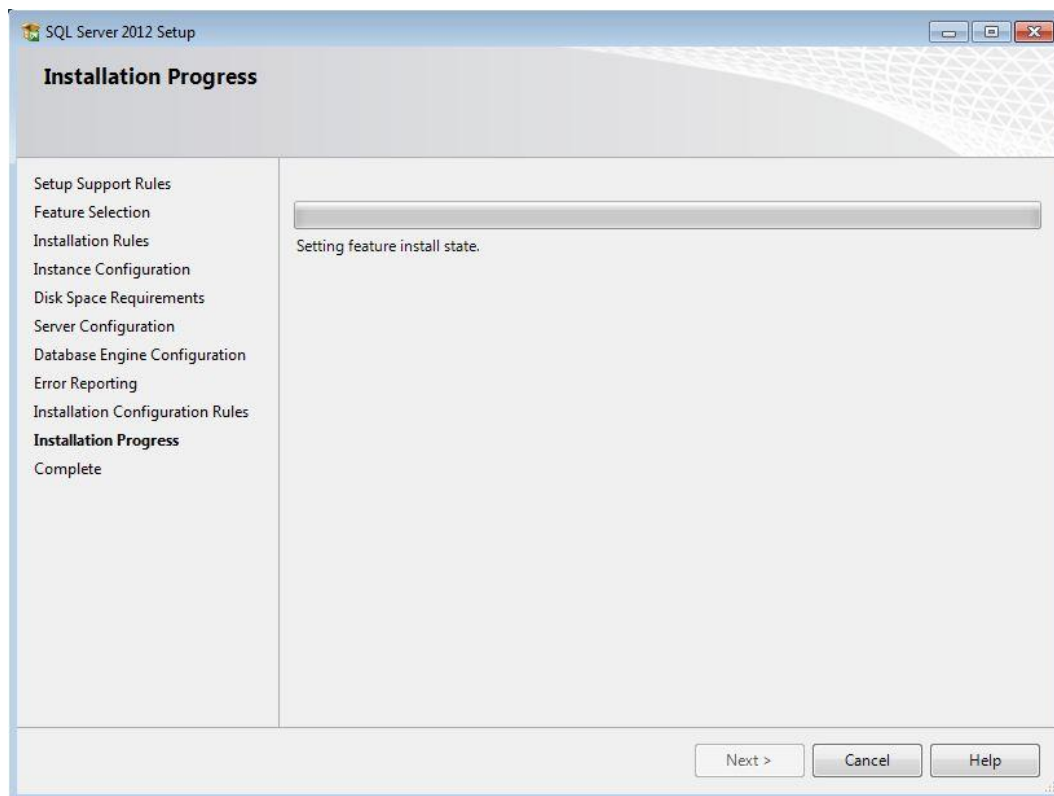 SQL Server 2012 Setup
Installation Progress
Setup Support Rules
Feature Selection
Installation Rules
Instance Configuration
Disk Space Requirements
Server Configuration
Database Engine Configuration
Error Reporting
Installation Configuration Rules
Installation Progress
Complete
Setting feature install state.
Next >
Cancel
Help